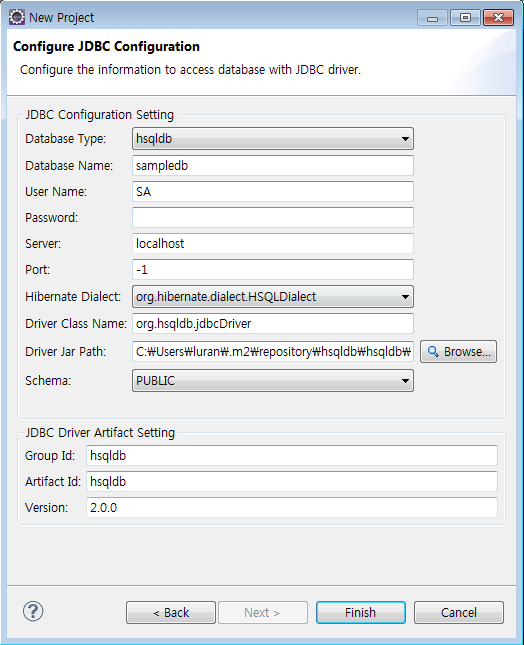 New Project
Configure JDBC Configuration
Configure the information to access database with JDBC driver.
JDBC Configuration Setting
Database Type: hsqldb
Database Name: sampledb
User Name: SA
Password:
Server: localhost
Port: -1
Hibernate Dialect: org.hibernate.dialect.HSQLDialect
Driver Class Name: org.hsqldb.jdbcDriver
Driver Jar Path: C:₩Users₩luran₩.m2₩repository₩hsqldb₩hsqldb₩ Browse...
Schema: PUBLIC
JDBC Driver Artifact Setting
Group Id: hsqldb
Artifact Id: hsqldb
Version: 2.0.0
? < Back Next > Finish Cancel